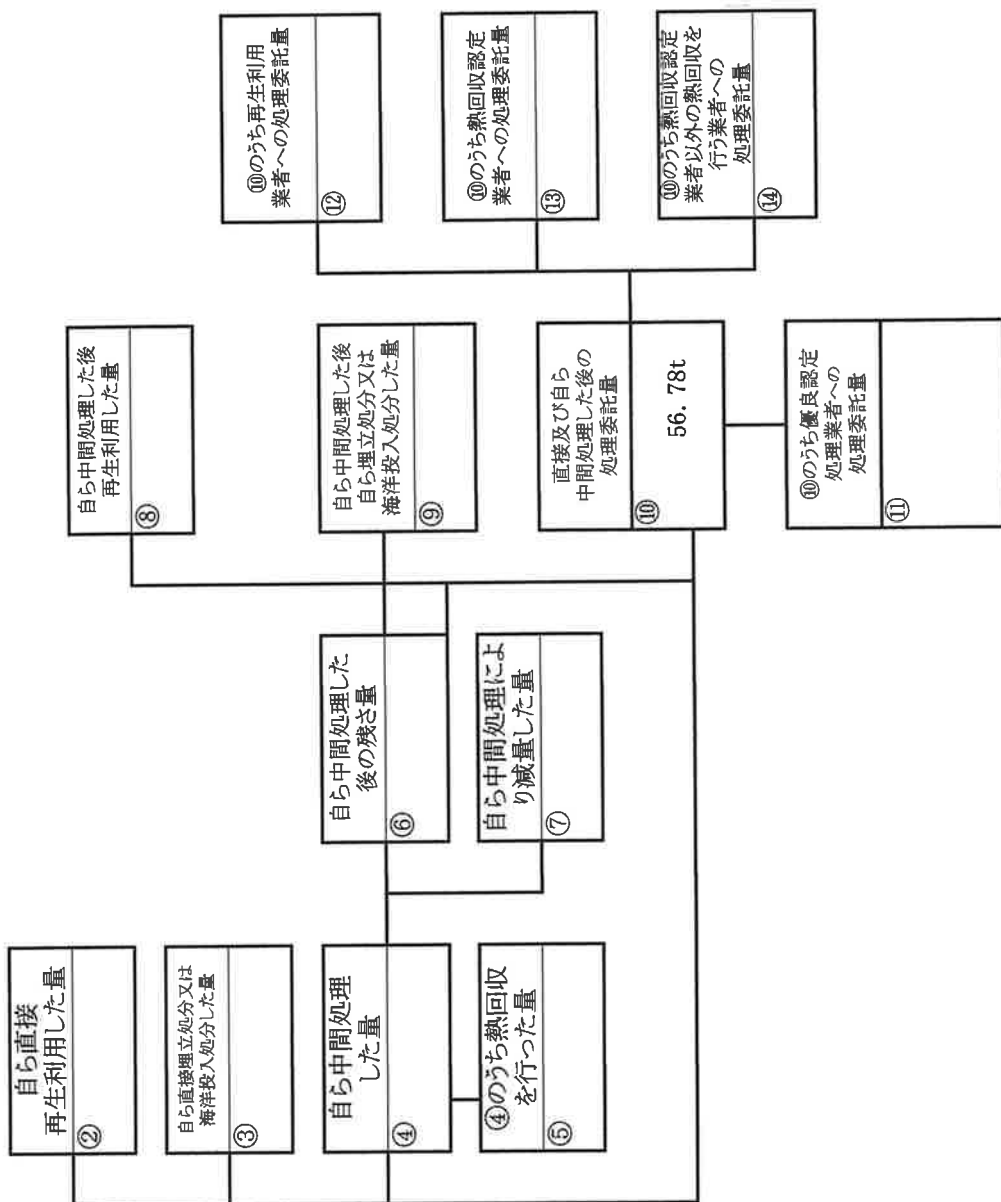 自ら直接
再生利用した量
②
自ら直接埋立処分又は
海洋投入処分した量
③
自ら中間処理
した量
④
④のうち熱回収
を行った量
⑤
自ら中間処理した
後の残さ量
⑥
自ら中間処理によ
り減量した量
⑦
自ら中間処理した後
再生利用した量
⑧
自ら中間処理した後
自ら埋立処分又は
海洋投入処分した量
⑨
直接及び自ら
中間処理した後の
処理委託量
⑩
56.78t
⑩のうち優良認定
処理業者への
処理委託量
⑪
⑩のうち再生利用
業者への処理委託量
⑫
⑩のうち熱回収認定
業者への処理委託量
⑬
⑩のうち熱回収認定
業者以外の熱回収を
行う業者への
処理委託量
⑭